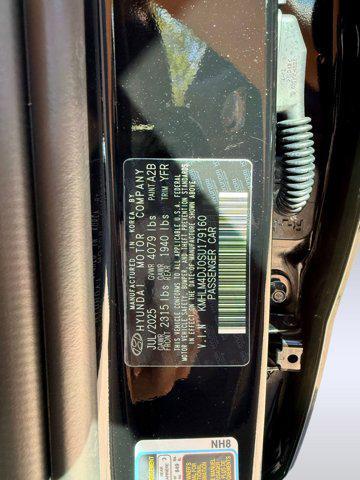 MANUFACTURED IN KOREA BY
HYUNDAI MOTOR COMPANY
JUL/2025 GVWR 4079 lbs PAINT A2B
GAWR FRONT 2315 lbs GAWR REAR 1940 lbs TRIM YFR
THIS VEHICLE CONFORMS TO ALL APPLICABLE U.S.A. FEDERAL
MOTOR VEHICLE SAFETY, BUMPER, AND THEFT PREVENTION STANDARDS IN
EFFECT ON THE DATE OF MANUFACTURE SHOWN ABOVE.
V.I.N KMHLM4DJ0SU179160
PASSENGER CAR
NH8